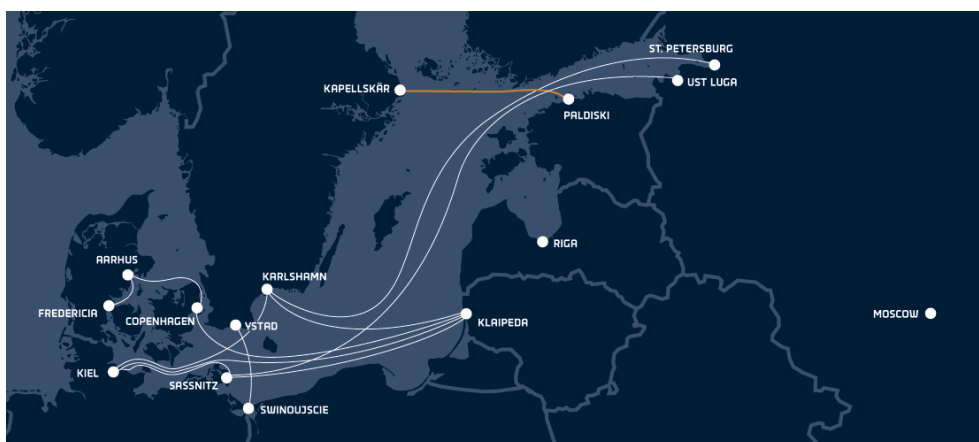 ST. PETERSBURG
KAPELLSKÄR
UST LUGA
PALDISKI
RIGA
AARHUS
KARLSHAMN
FREDERICIA
COPENHAGEN
YSTAD
KLAIPEDA
MOSCOW
KIEL
SASSNITZ
SWINOUJSCIE